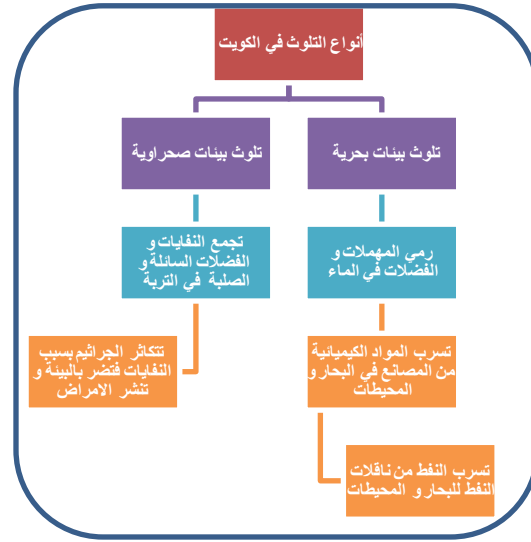 أنواع التلوث في الكويت
تلوث بيئات بحرية
تلوث بيئات صحراوية
رمي المهملات و
الفضلات في الماء
تجمع النفايات و
الفضلات السائلة و
الصلبة في التربة
تسرب المواد الكيميائية
من المصانع في البحار و
المحيطات
تتكاثر الجراثيم بسبب
النفايات فتضر بالبيئة و
تنشر الامراض
تسرب النفط من ناقلات
النفط للبحار و المحيطات